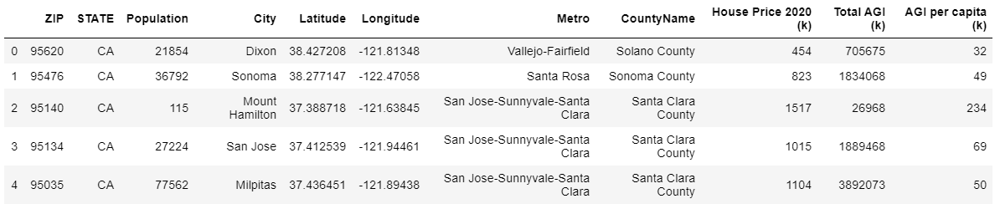 ZIP STATE Population City Latitude Longitude Metro CountyName House Price 2020 (k) Total AGI (k) AGI per capita (k)
0 95620 CA 21854 Dixon 38.427208 -121.81348 Vallejo-Fairfield Solano County 454 705675 32
1 95476 CA 36792 Sonoma 38.277147 -122.47058 Santa Rosa Sonoma County 823 1834068 49
2 95140 CA 115 Mount Hamilton 37.388718 -121.63845 San Jose-Sunnyvale-Santa Clara Santa Clara County 1517 26968 234
3 95134 CA 27224 San Jose 37.412539 -121.94461 San Jose-Sunnyvale-Santa Clara Santa Clara County 1015 1889468 69
4 95035 CA 77562 Milpitas 37.436451 -121.89438 San Jose-Sunnyvale-Santa Clara Santa Clara County 1104 3892073 50